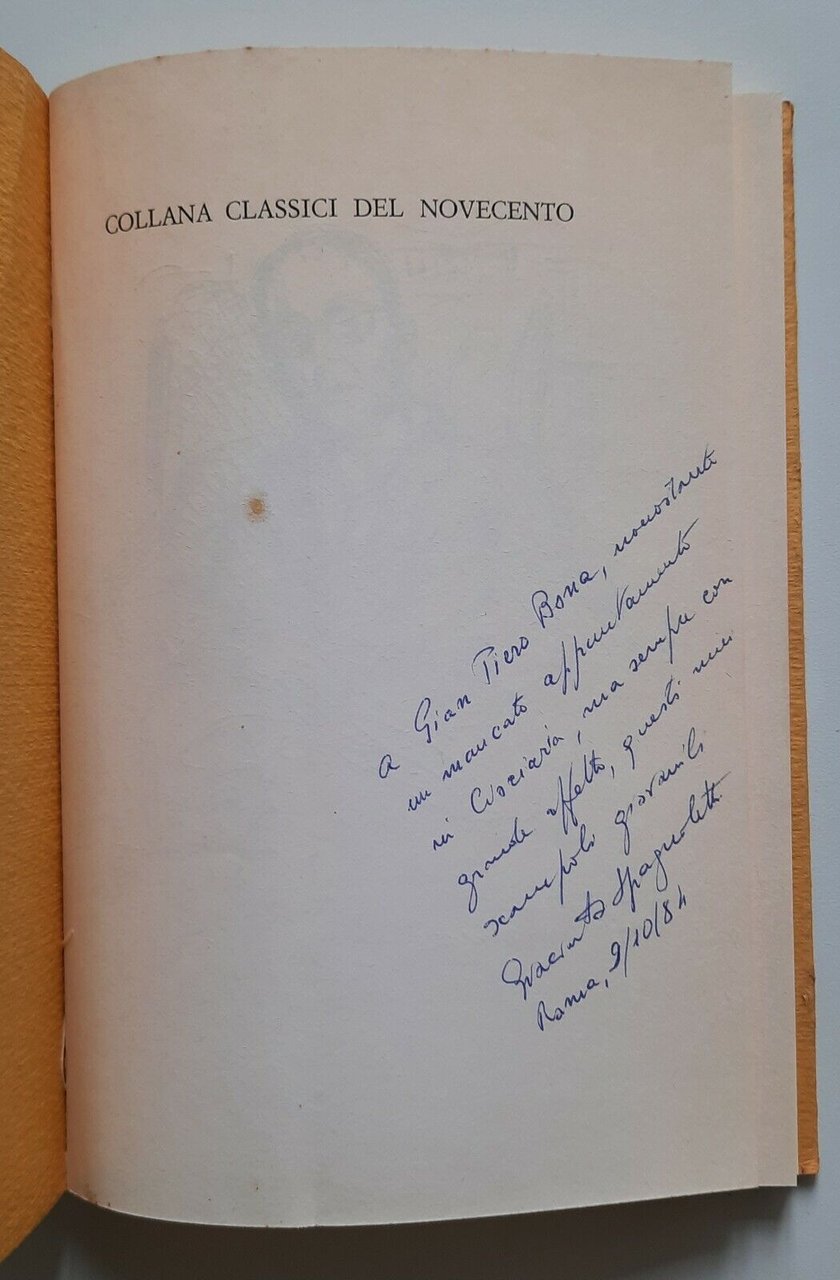 COLLANA CLASSICI DEL NOVECENTO
a Gian Piero Bona, nonostante
un mancato appuntamento
in Ciociaria, ma sempre con
grande affetto, questi miei
scampoli giovanili
Giacinto Spagnoletti
Roma, 9/10/84